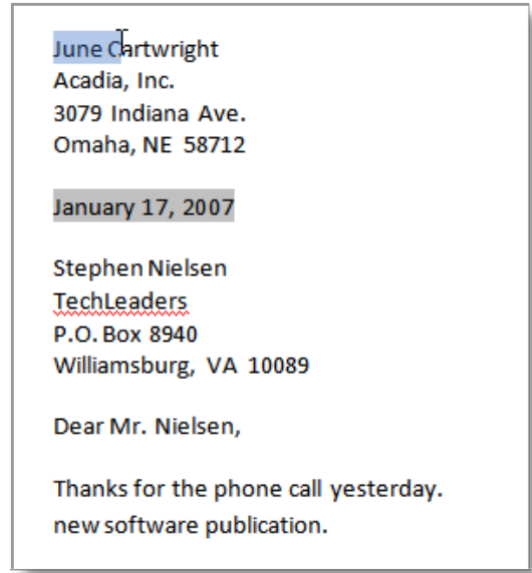 June Cartwright
Acadia, Inc.
3079 Indiana Ave.
Omaha, NE 58712
January 17, 2007
Stephen Nielsen
TechLeaders
P.O. Box 8940
Williamsburg, VA 10089
Dear Mr. Nielsen,
Thanks for the phone call yesterday.
new software publication.